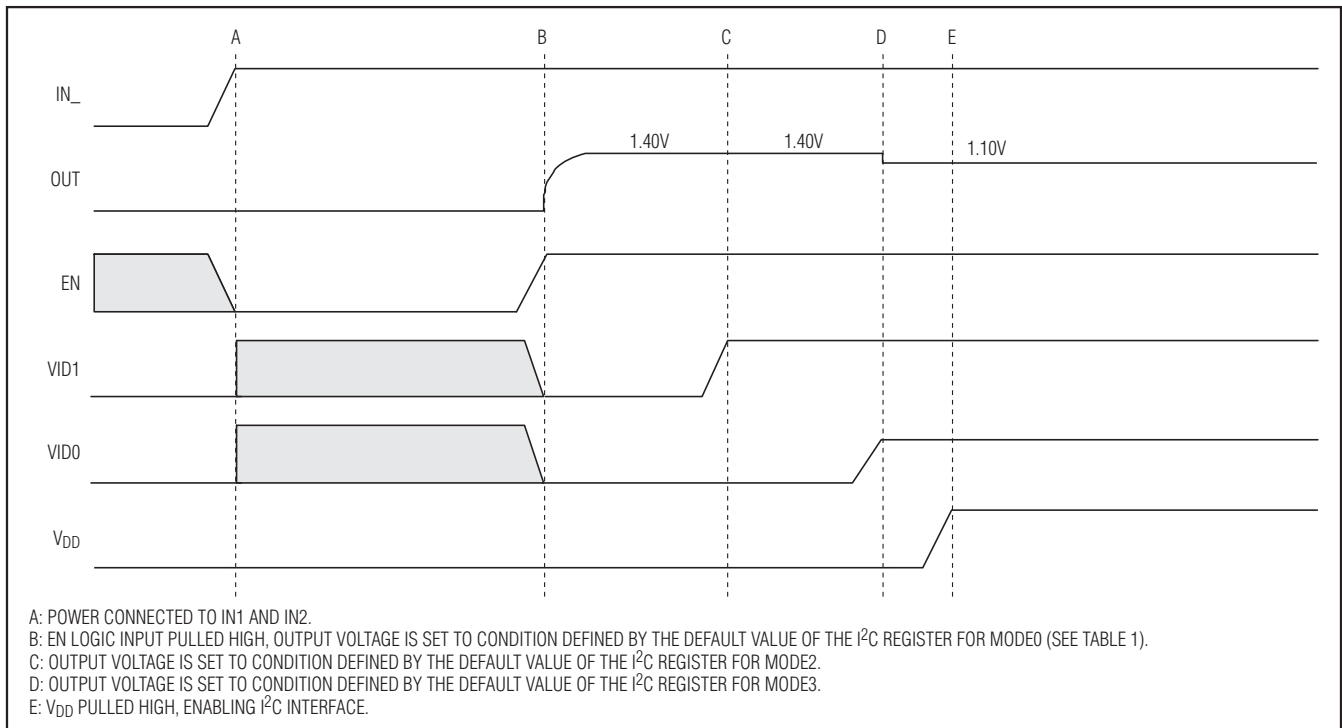 A B C D E
IN_
1.40V 1.40V 1.10V
OUT
EN
VID1
VID0
VDD
A: POWER CONNECTED TO IN1 AND IN2.
B: EN LOGIC INPUT PULLED HIGH, OUTPUT VOLTAGE IS SET TO CONDITION DEFINED BY THE DEFAULT VALUE OF THE I2C REGISTER FOR MODE0 (SEE TABLE 1).
C: OUTPUT VOLTAGE IS SET TO CONDITION DEFINED BY THE DEFAULT VALUE OF THE I2C REGISTER FOR MODE2.
D: OUTPUT VOLTAGE IS SET TO CONDITION DEFINED BY THE DEFAULT VALUE OF THE I2C REGISTER FOR MODE3.
E: VDD PULLED HIGH, ENABLING I2C INTERFACE.